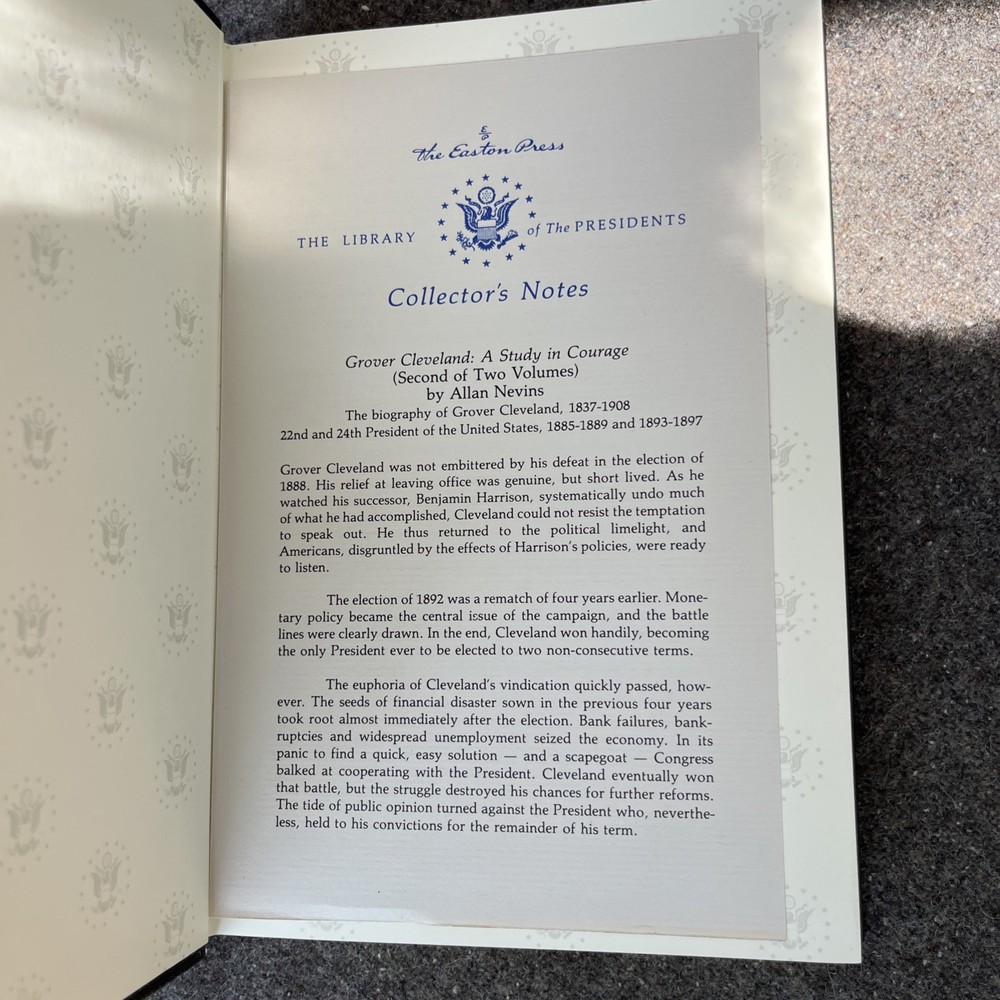 E/P
the Easton Press
THE LIBRARY of The PRESIDENTS
Collector's Notes
Grover Cleveland: A Study in Courage
(Second of Two Volumes)
by Allan Nevins
The biography of Grover Cleveland, 1837-1908
22nd and 24th President of the United States, 1885-1889 and 1893-1897
Grover Cleveland was not embittered by his defeat in the election of
1888. His relief at leaving office was genuine, but short lived. As he
watched his successor, Benjamin Harrison, systematically undo much
of what he had accomplished, Cleveland could not resist the temptation
to speak out. He thus returned to the political limelight, and
Americans, disgruntled by the effects of Harrison's policies, were ready
to listen.
The election of 1892 was a rematch of four years earlier. Mone-
tary policy became the central issue of the campaign, and the battle
lines were clearly drawn. In the end, Cleveland won handily, becoming
the only President ever to be elected to two non-consecutive terms.
The euphoria of Cleveland's vindication quickly passed, how-
ever. The seeds of financial disaster sown in the previous four years
took root almost immediately after the election. Bank failures, bank-
ruptcies and widespread unemployment seized the economy. In its
panic to find a quick, easy solution — and a scapegoat — Congress
balked at cooperating with the President. Cleveland eventually won
that battle, but the struggle destroyed his chances for further reforms.
The tide of public opinion turned against the President who, neverthe-
less, held to his convictions for the remainder of his term.